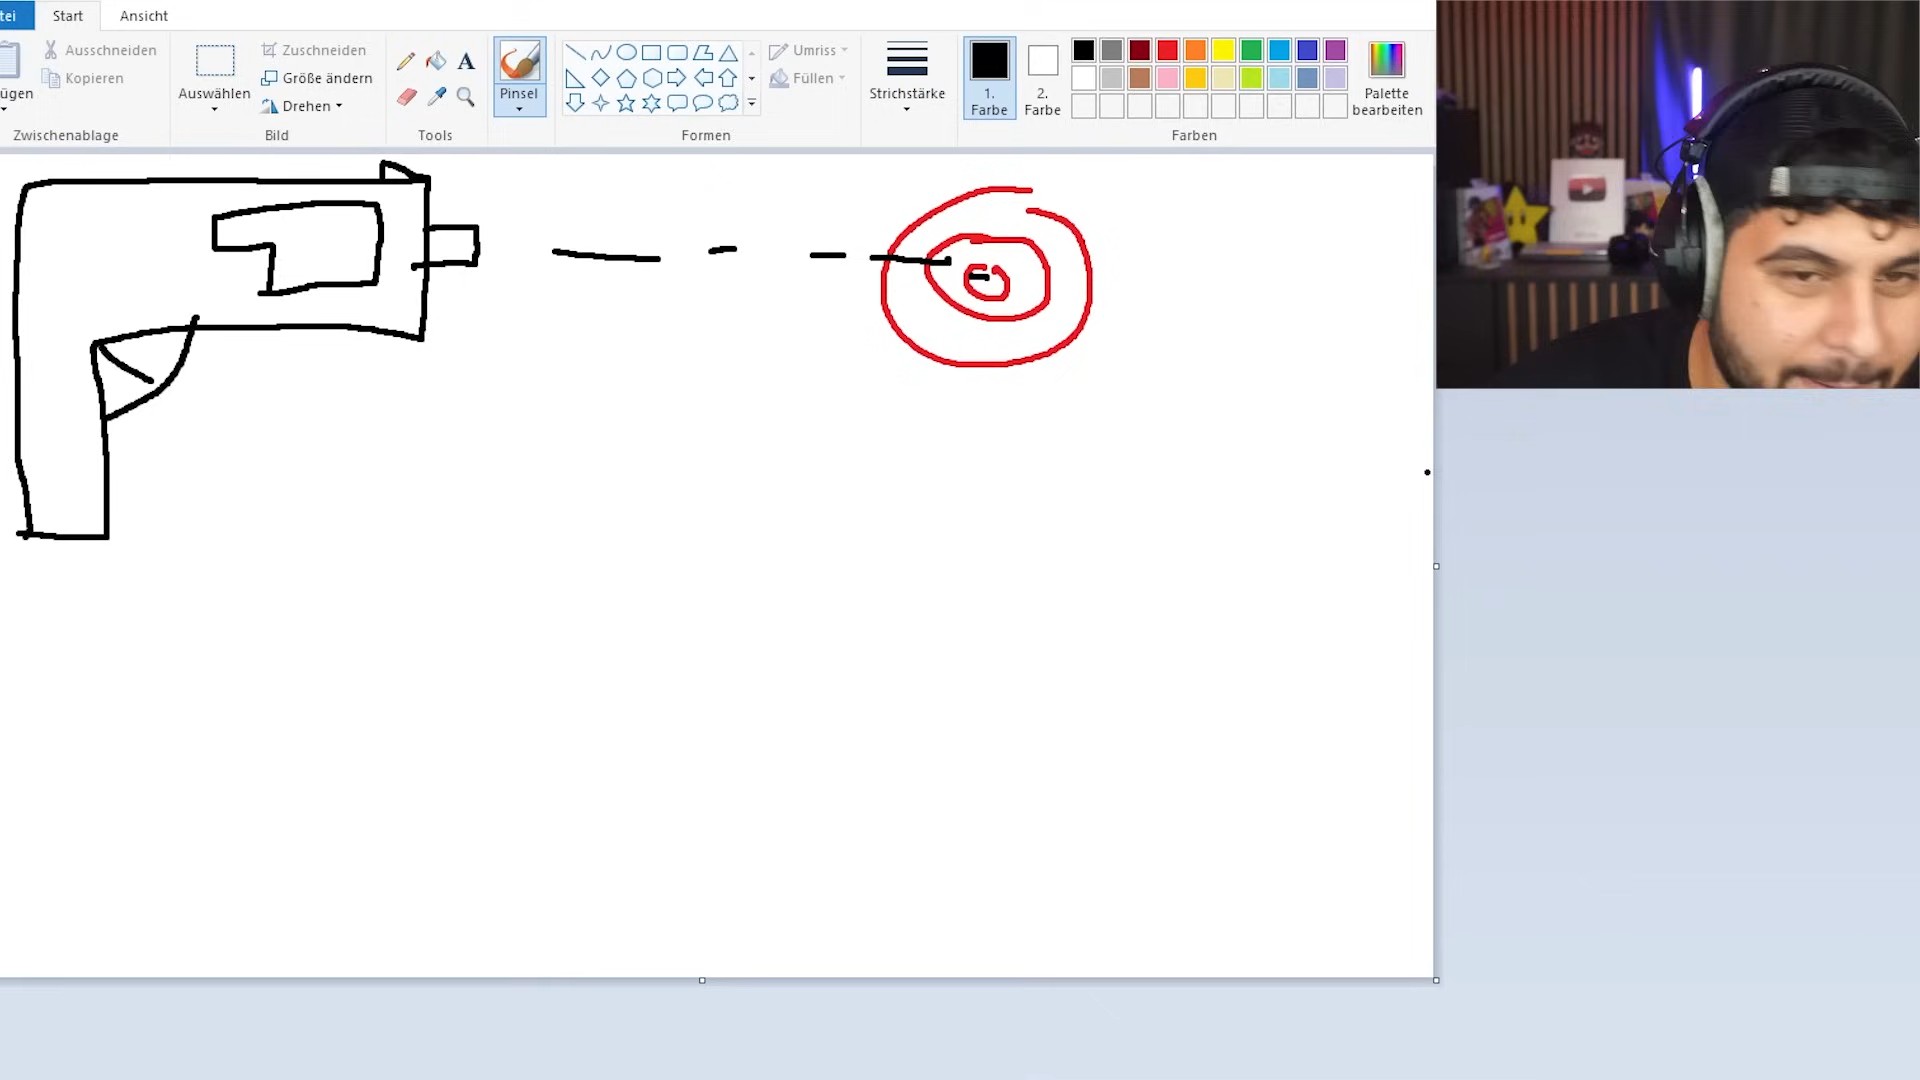 tei Start Ansicht
Ausschneiden
Kopieren
ügen
Zwischenablage
Auswählen
Zuschneiden
Größe ändern
Drehen
Bild
Tools
Pinsel
Formen
Umriss
Füllen
Strichstärke
1.
Farbe
2.
Farbe
Farben
Palette
bearbeiten